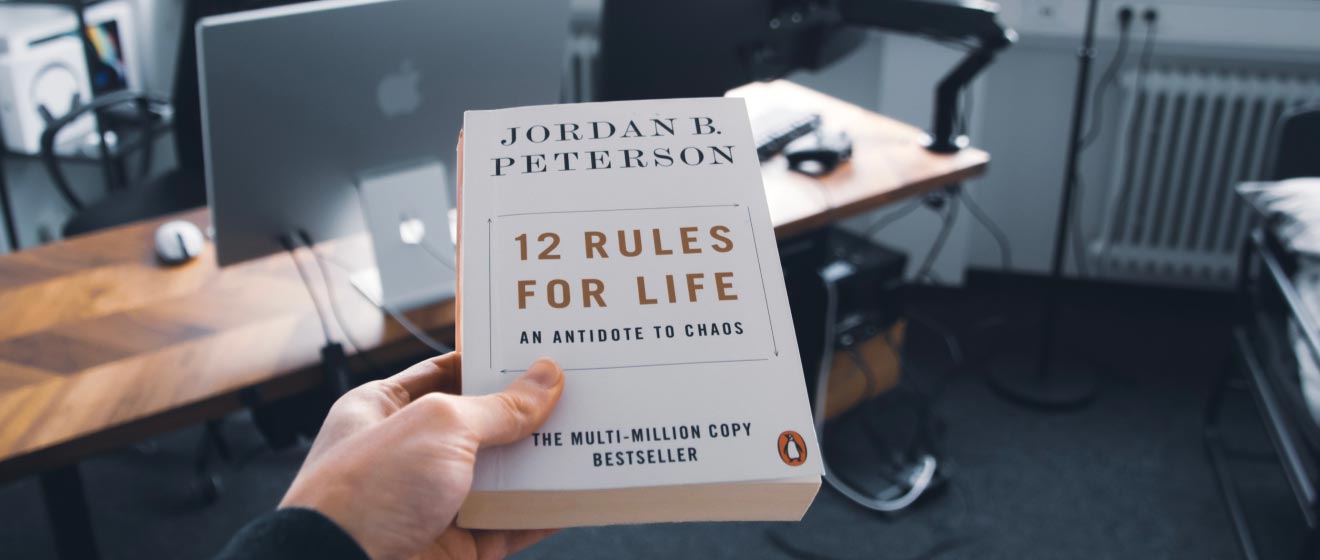 JORDAN B.
PETERSON
12 RULES
FOR LIFE
AN ANTIDOTE TO CHAOS
THE MULTI-MILLION COPY
BESTSELLER